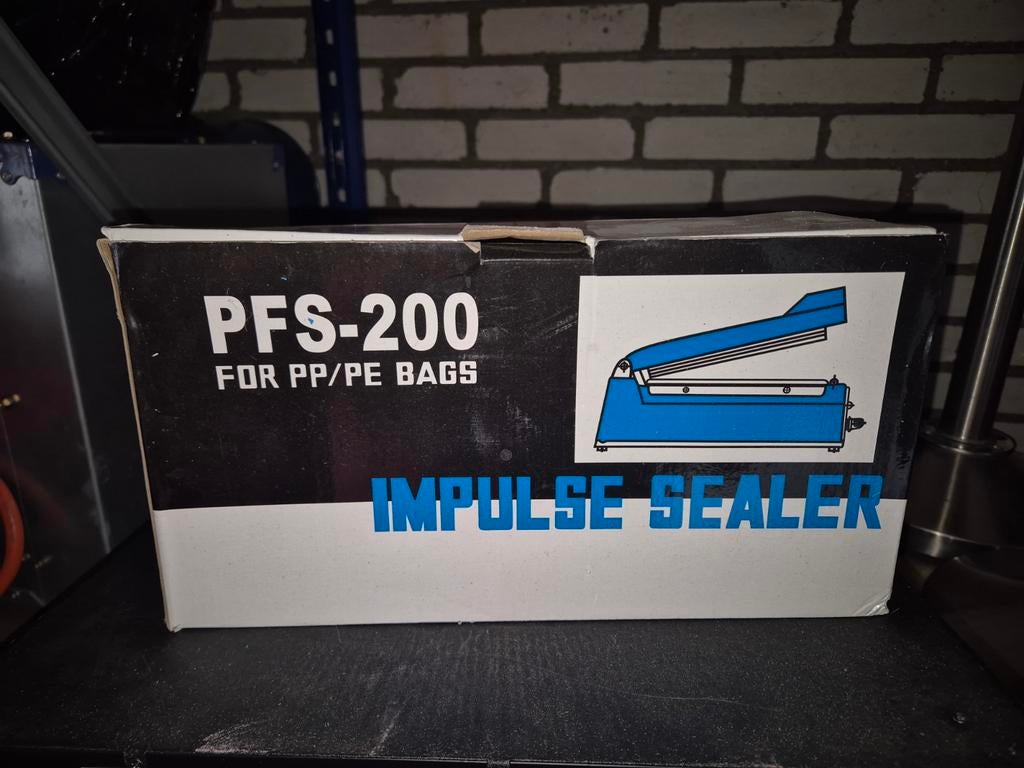 PFS-200
FOR PP/PE BAGS
IMPULSE SEALER